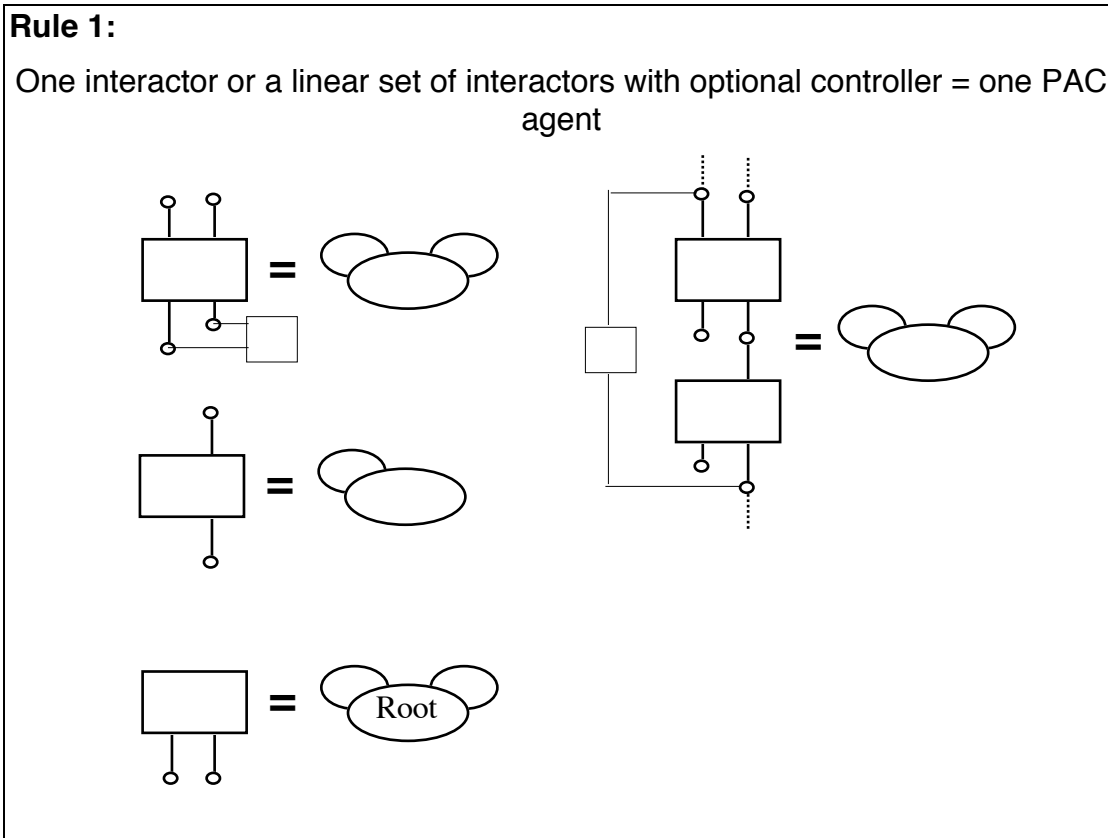 Rule 1:
One interactor or a linear set of interactors with optional controller = one PAC
agent
=
=
=
=
Root